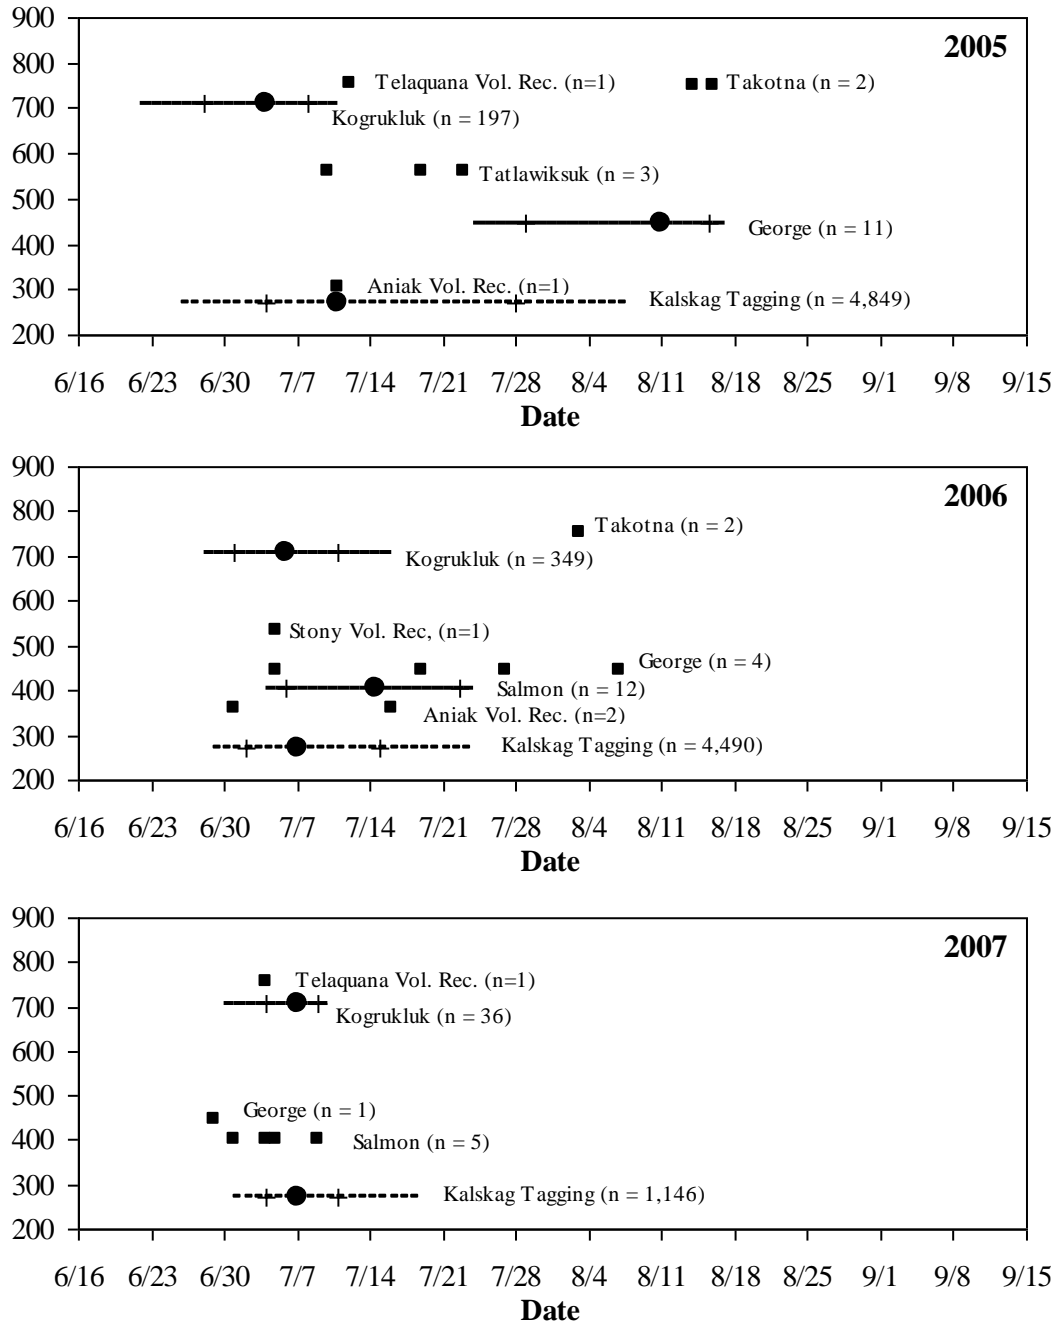 900
2005
800
Telaquana Vol. Rec. (n=1)
Takotna (n = 2)
700
Kogrukluk (n = 197)
600
Tatlawiksuk (n = 3)
500
400
George (n = 11)
300
Aniak Vol. Rec. (n=1)
Kalskag Tagging (n = 4,849)
200
6/16 6/23 6/30 7/7 7/14 7/21 7/28 8/4 8/11 8/18 8/25 9/1 9/8 9/15
Date
900
2006
800
Takotna (n = 2)
700
Kogrukluk (n = 349)
600
Stony Vol. Rec, (n=1)
500
George (n = 4)
400
Salmon (n = 12)
Aniak Vol. Rec. (n=2)
300
Kalskag Tagging (n = 4,490)
200
6/16 6/23 6/30 7/7 7/14 7/21 7/28 8/4 8/11 8/18 8/25 9/1 9/8 9/15
Date
900
2007
800
Telaquana Vol. Rec. (n=1)
700
Kogrukluk (n = 36)
600
500
George (n = 1)
400
Salmon (n = 5)
300
Kalskag Tagging (n = 1,146)
200
6/16 6/23 6/30 7/7 7/14 7/21 7/28 8/4 8/11 8/18 8/25 9/1 9/8 9/15
Date